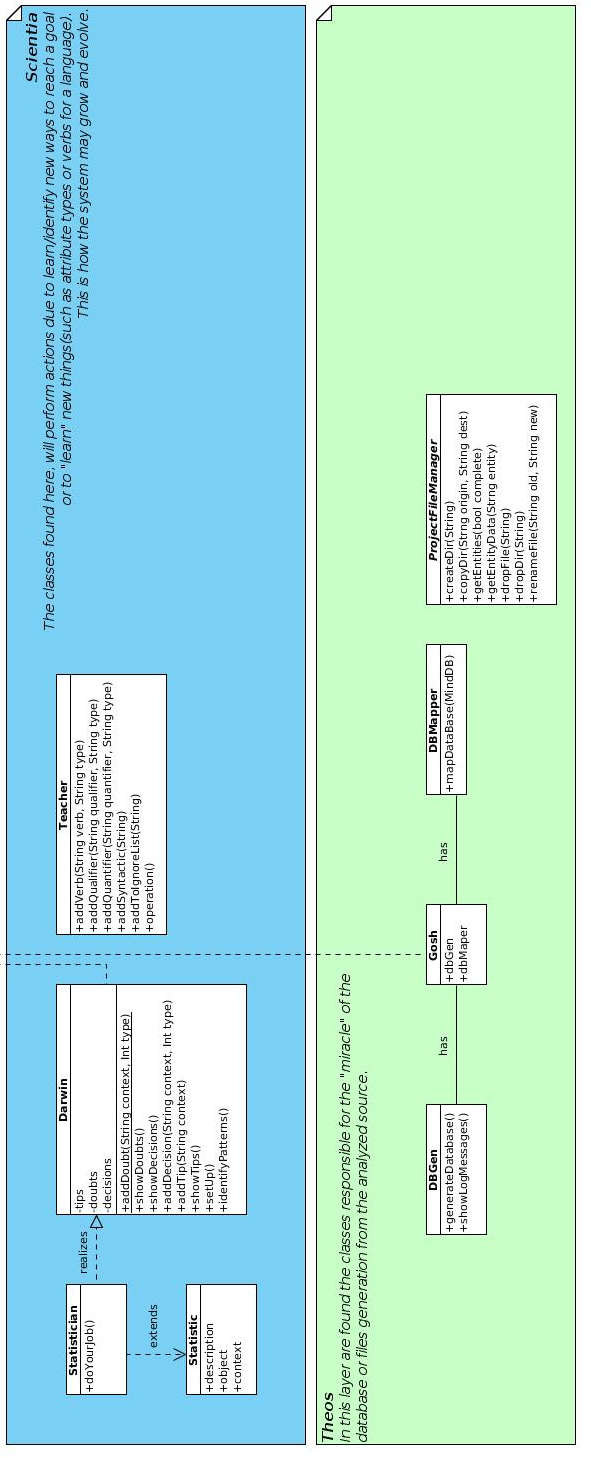 Scientia
The classes found here, will perform actions due to learn/identify new ways to reach a goal
or to "learn" new things(such as attribute types or verbs for a language).
This is how the system may grow and evolve.
Statistician
+doYourJob()
realizes
extends
Statistic
+description
+object
+context
Darwin
-tips
-doubts
-decisions
+addDoubt(String context, Int type)
+showDoubts()
+showDecisions()
+addDecision(String context, Int type)
+addTip(String context)
+showTips()
+setUp()
+identifyPatterns()
Teacher
+addVerb(String verb, String type)
+addQualifier(String qualifier, String type)
+addQuantifier(String quantifier, String type)
+addSyntactic(String)
+addToIgnoreList(String)
+operation()
Theos
In this layer are found the classes responsible for the "miracle" of the
database or files generation from the analyzed source.
DBGen
+generateDatabase()
+showLogMessages()
has
Gosh
+dbGen
+dbMaper
has
DBMapper
+mapDataBase(MindDB)
ProjectFileManager
+createDir(String)
+copyDir(Strng origin, String dest)
+getEntities(bool complete)
+getEntityData(Strng entity)
+dropFile(String)
+dropDir(String)
+renameFile(String old, String new)